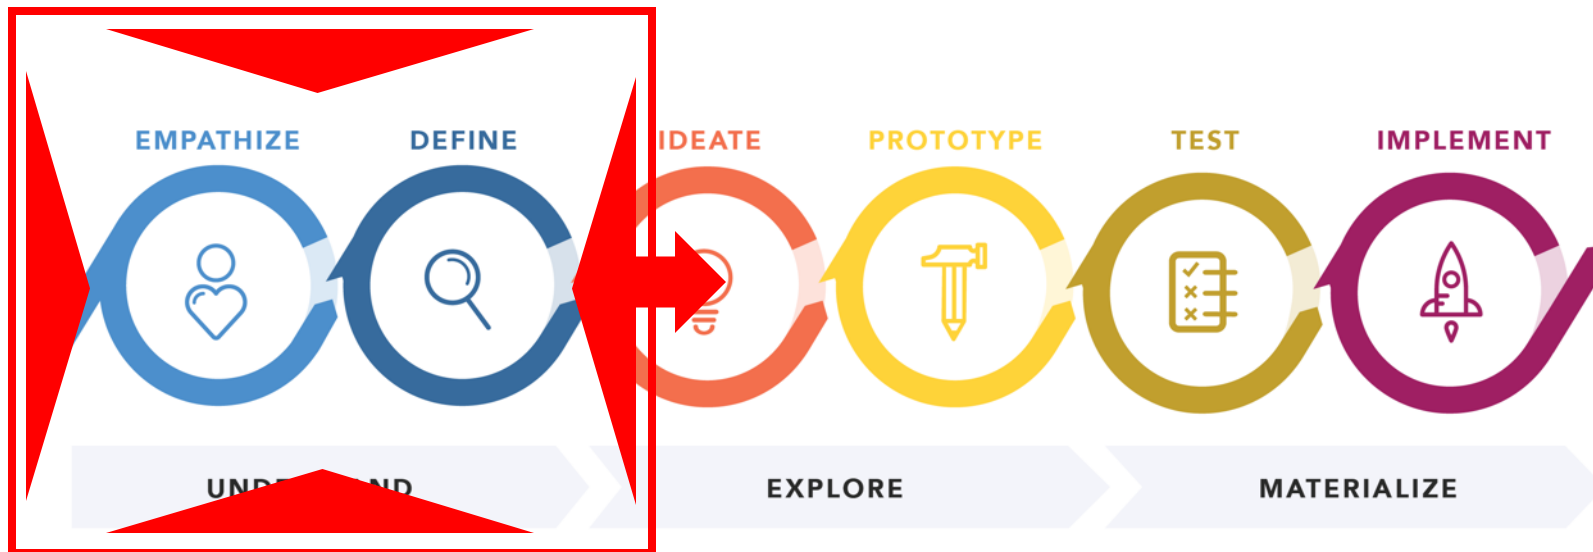 EMPATHIZE DEFINE IDEATE PROTOTYPE TEST IMPLEMENT
EXPLORE MATERIALIZE